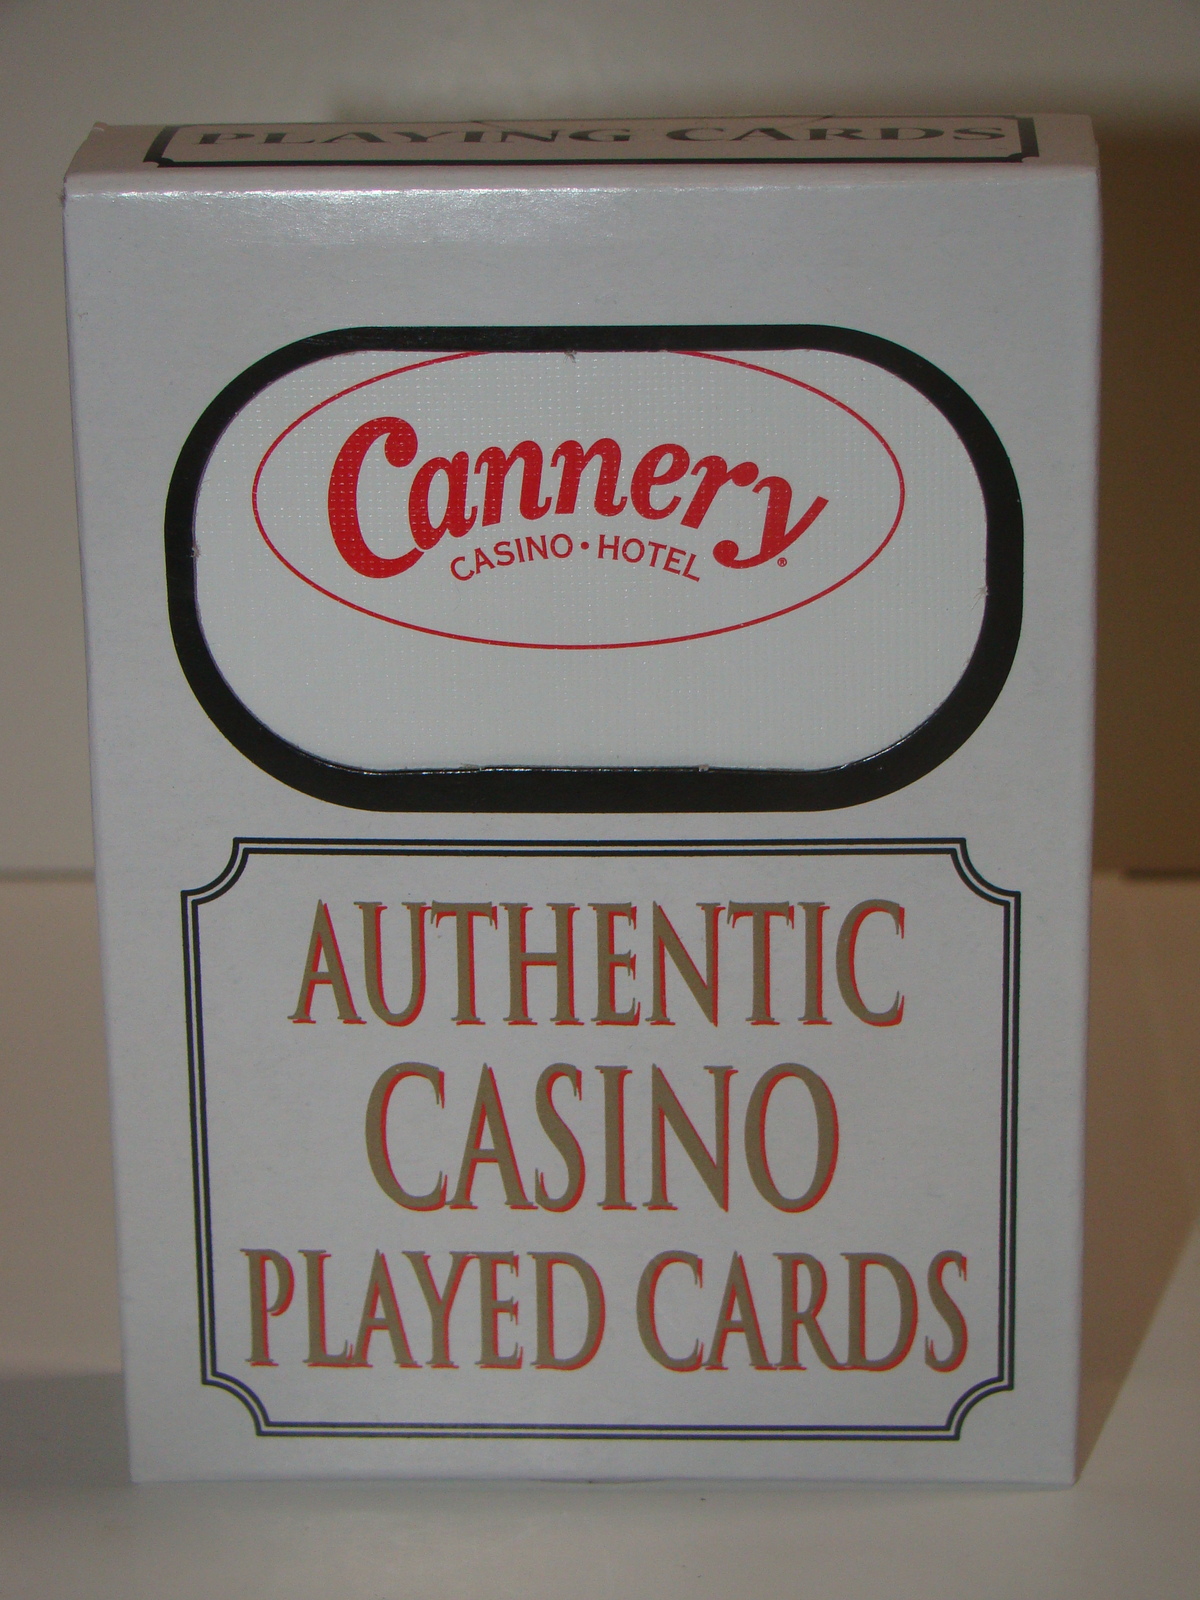 PLAYING CARDS
Cannery®
CASINO • HOTEL
AUTHENTIC
CASINO
PLAYED CARDS